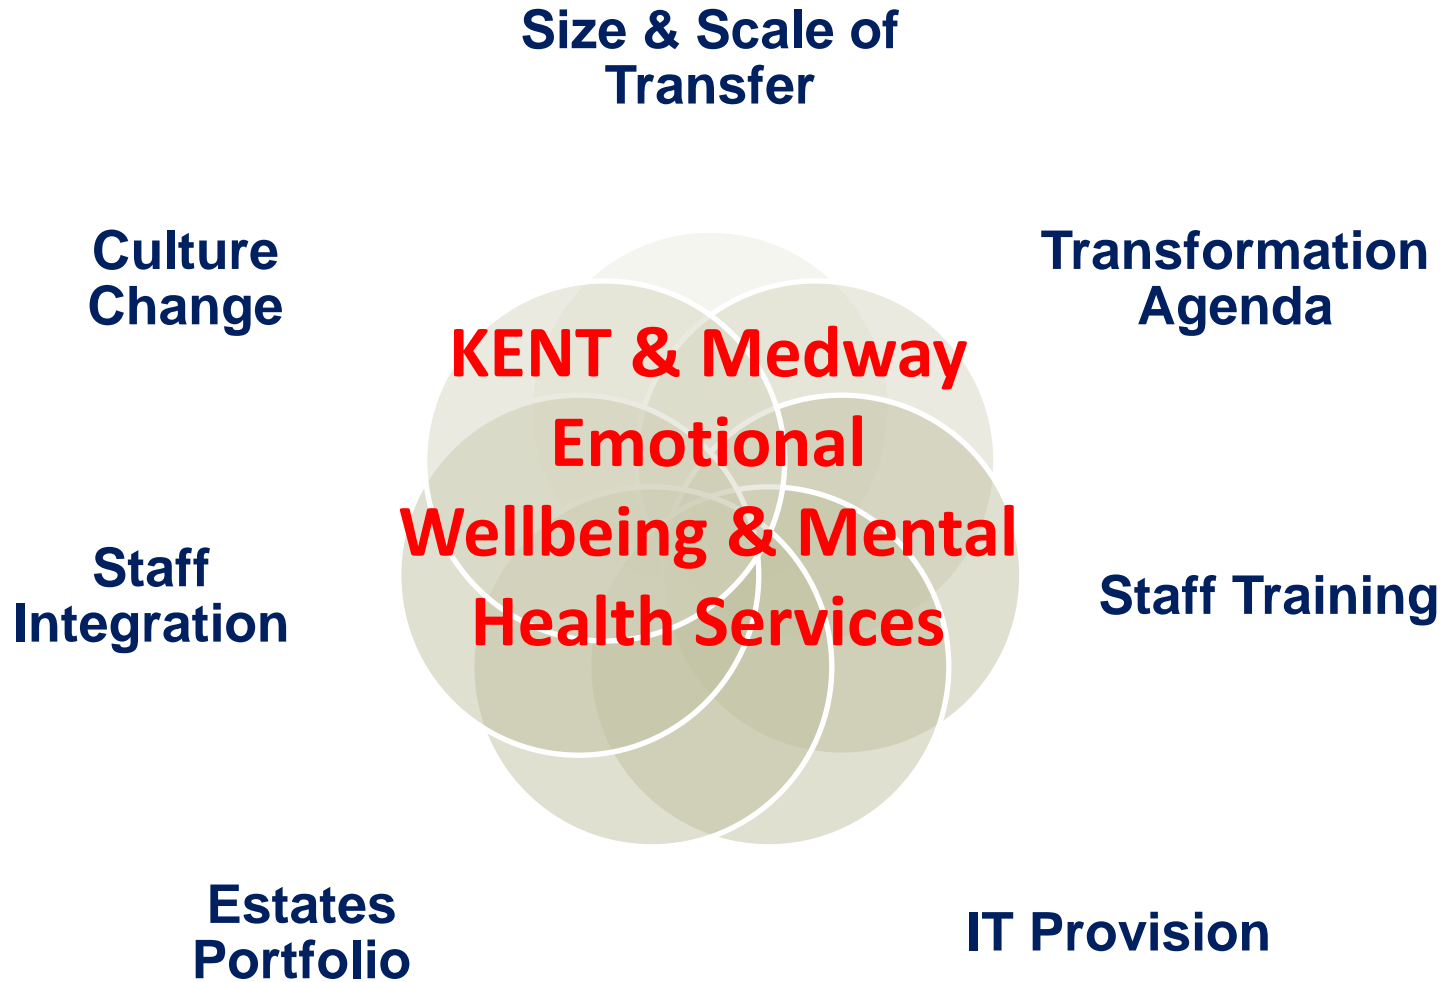 Size & Scale of
Transfer
Culture
Change
Transformation
Agenda
KENT & Medway
Emotional
Wellbeing & Mental
Health Services
Staff
Integration
Staff Training
Estates
Portfolio
IT Provision